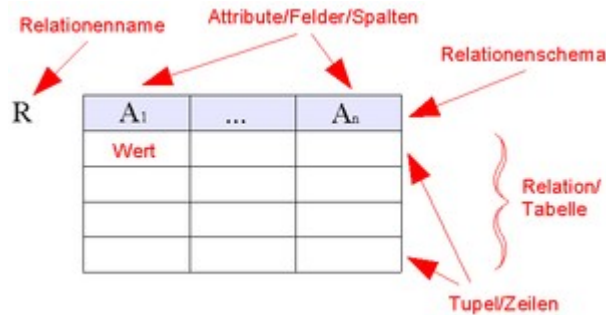 Relationenname
Attribute/Felder/Spalten
Relationenschema
R
A1 ... An
Wert
Relation/
Tabelle
Tupel/Zeilen